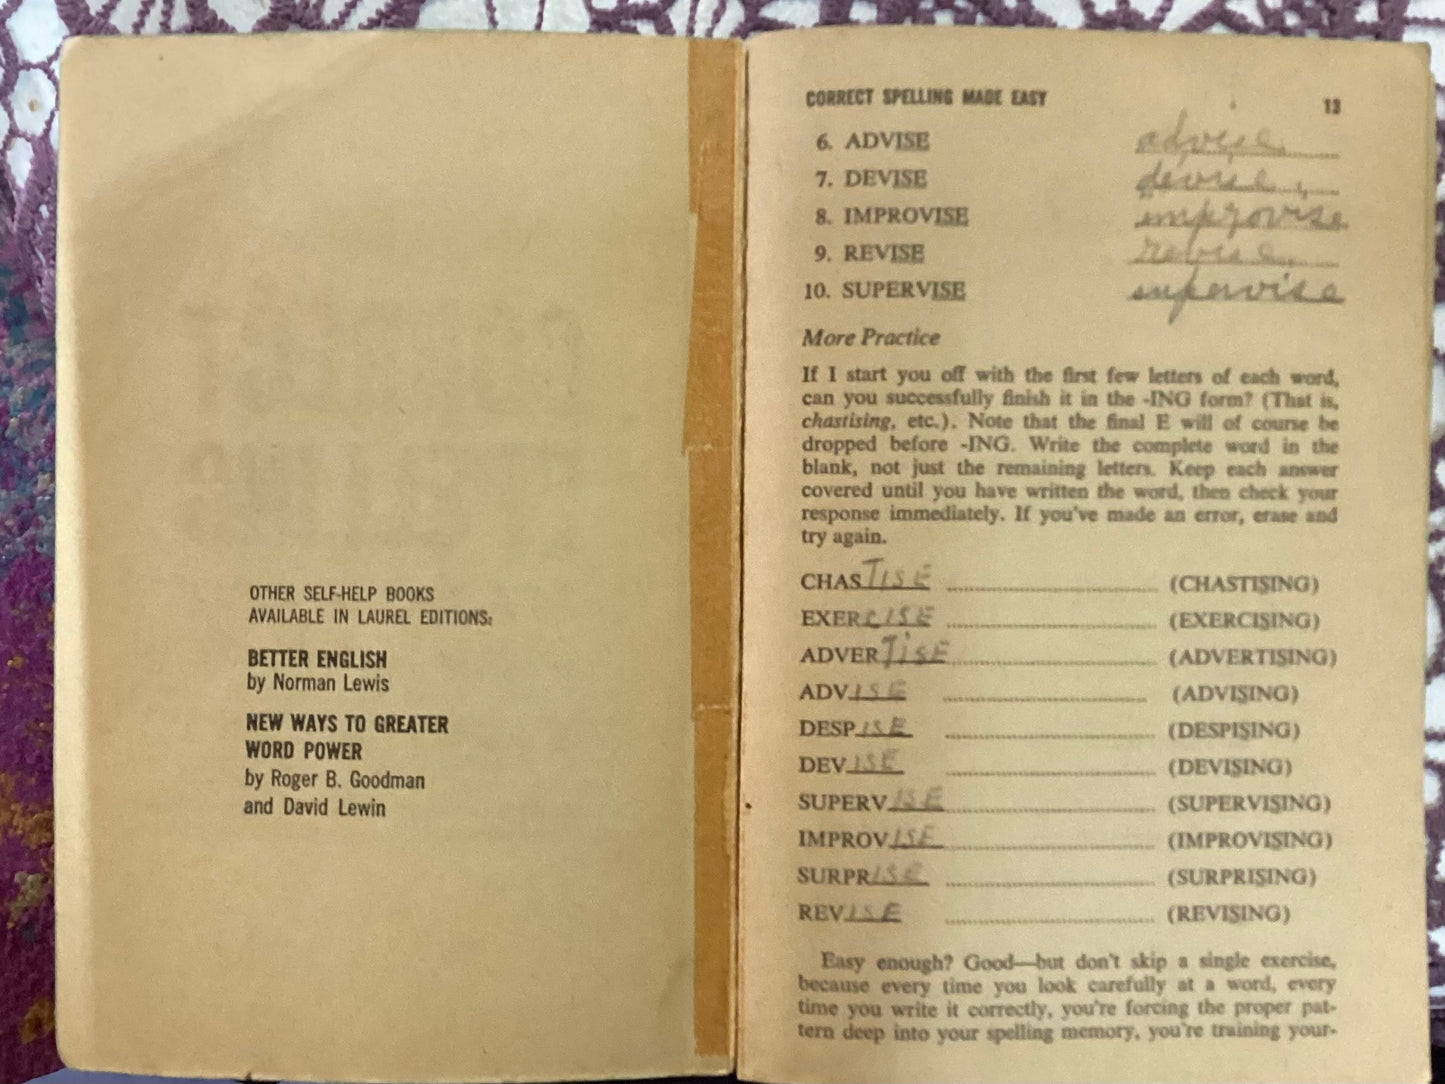 OTHER SELF-HELP BOOKS
AVAILABLE IN LAUREL EDITIONS:
BETTER ENGLISH
by Norman Lewis
NEW WAYS TO GREATER
WORD POWER
by Roger B. Goodman
and David Lewin
CORRECT SPELLING MADE EASY 13
6. ADVISE advise
7. DEVISE devise
8. IMPROVISE improvise
9. REVISE revise
10. SUPERVISE supervise
More Practice
If I start you off with the first few letters of each word,
can you successfully finish it in the -ING form? (That is,
chastising, etc.). Note that the final E will of course be
dropped before -ING. Write the complete word in the
blank, not just the remaining letters. Keep each answer
covered until you have written the word, then check your
response immediately. If you've made an error, erase and
try again.
CHASTISE (CHASTISING)
EXERCISE (EXERCISING)
ADVERTiSE (ADVERTISING)
ADVISE (ADVISING)
DESPISE (DESPISING)
DEVISE (DEVISING)
SUPERVISE (SUPERVISING)
IMPROVISE (IMPROVISING)
SURPRISE (SURPRISING)
REVISE (REVISING)
Easy enough? Good—but don't skip a single exercise,
because every time you look carefully at a word, every
time you write it correctly, you're forcing the proper pat-
tern deep into your spelling memory, you're training your-